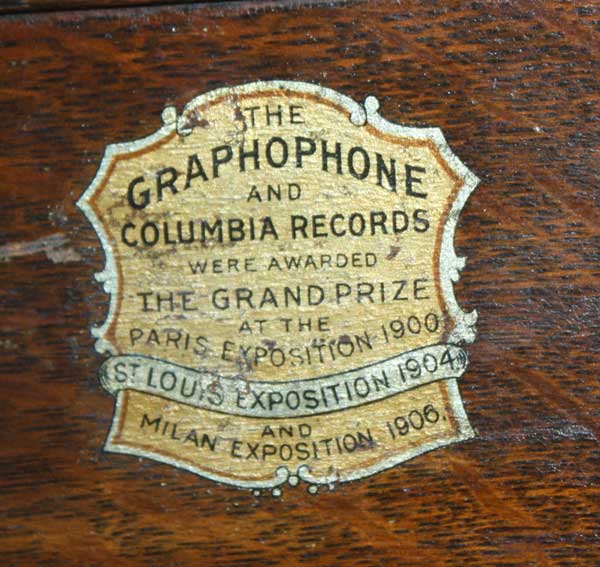 THE
GRAPHOPHONE
AND
COLUMBIA RECORDS
WERE AWARDED
THE GRAND PRIZE
AT THE
PARIS EXPOSITION 1900
ST LOUIS EXPOSITION 1904
AND
MILAN EXPOSITION 1906.